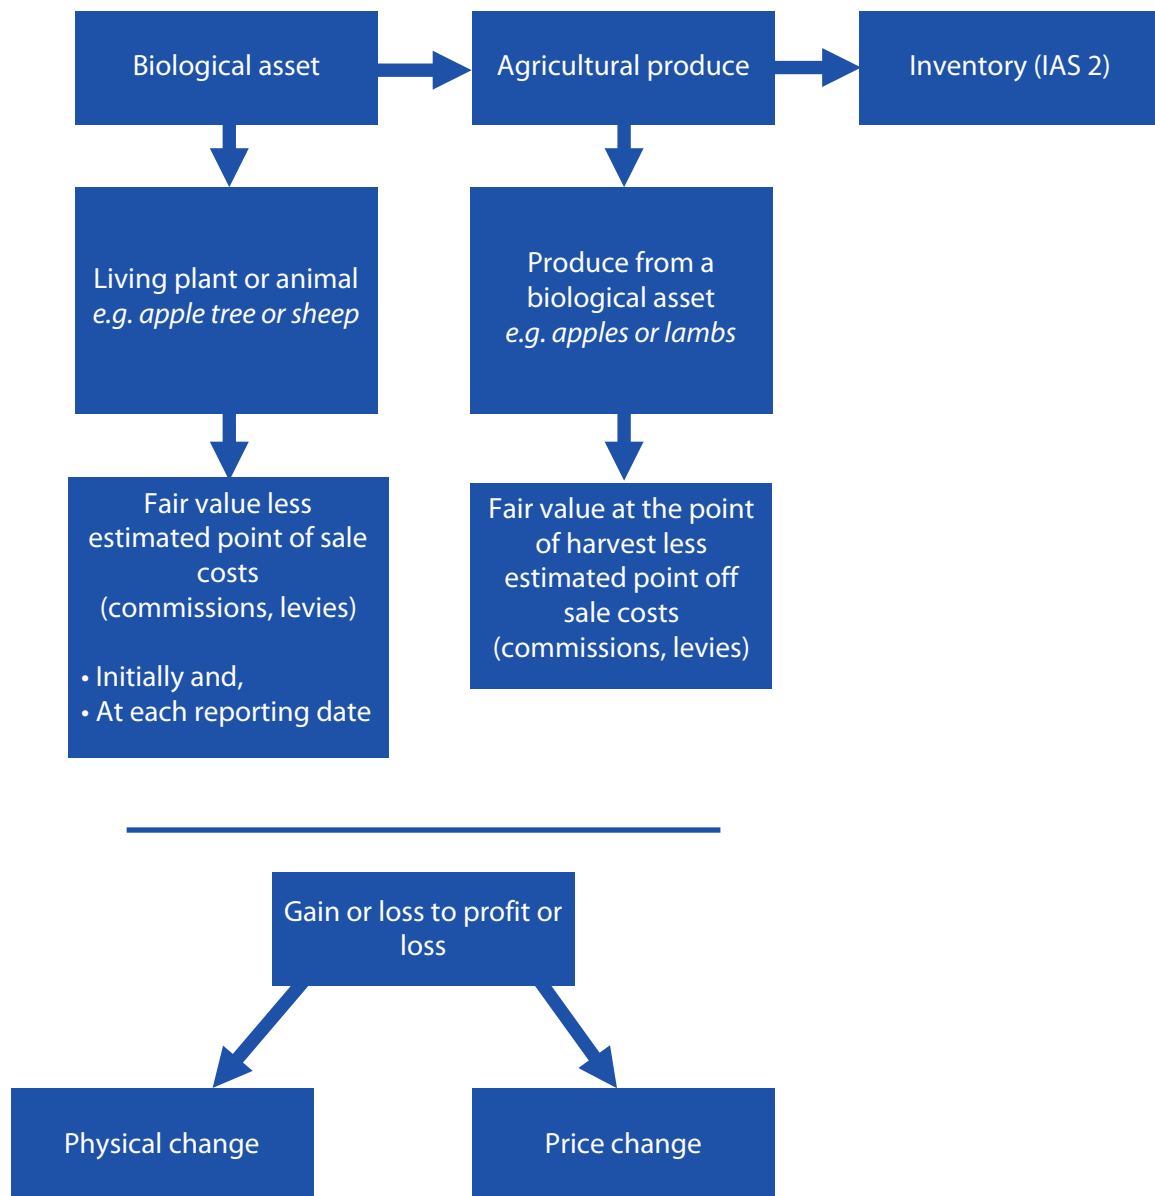 Biological asset
Agricultural produce
Inventory (IAS 2)
Living plant or animal
e.g. apple tree or sheep
Produce from a
biological asset
e.g. apples or lambs
Fair value less
estimated point of sale
costs
(commissions, levies)
• Initially and,
• At each reporting date
Fair value at the point
of harvest less
estimated point off
sale costs
(commissions, levies)
Gain or loss to profit or
loss
Physical change
Price change